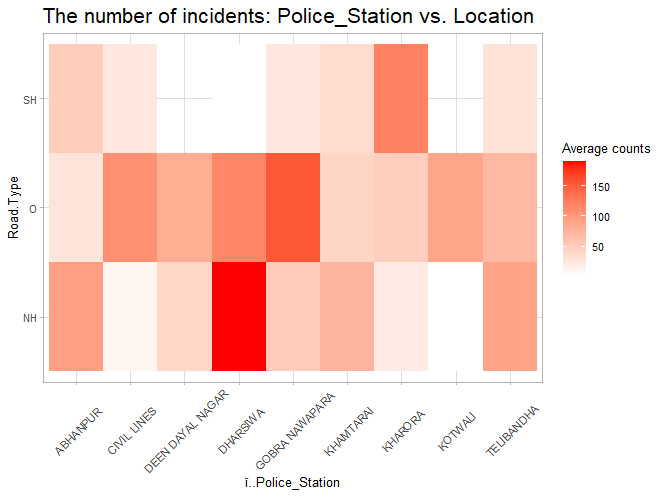 The number of incidents: Police_Station vs. Location
Average counts
150
100
50
SH
O
NH
Road.Type
ABHANPUR
CIVIL LINES
DEEN DAYAL NAGAR
DHARSIWA
GOBRA NAWAPARA
KHAMTARAI
KHARORA
KOTWALI
TELIBANDHA
ï..Police_Station